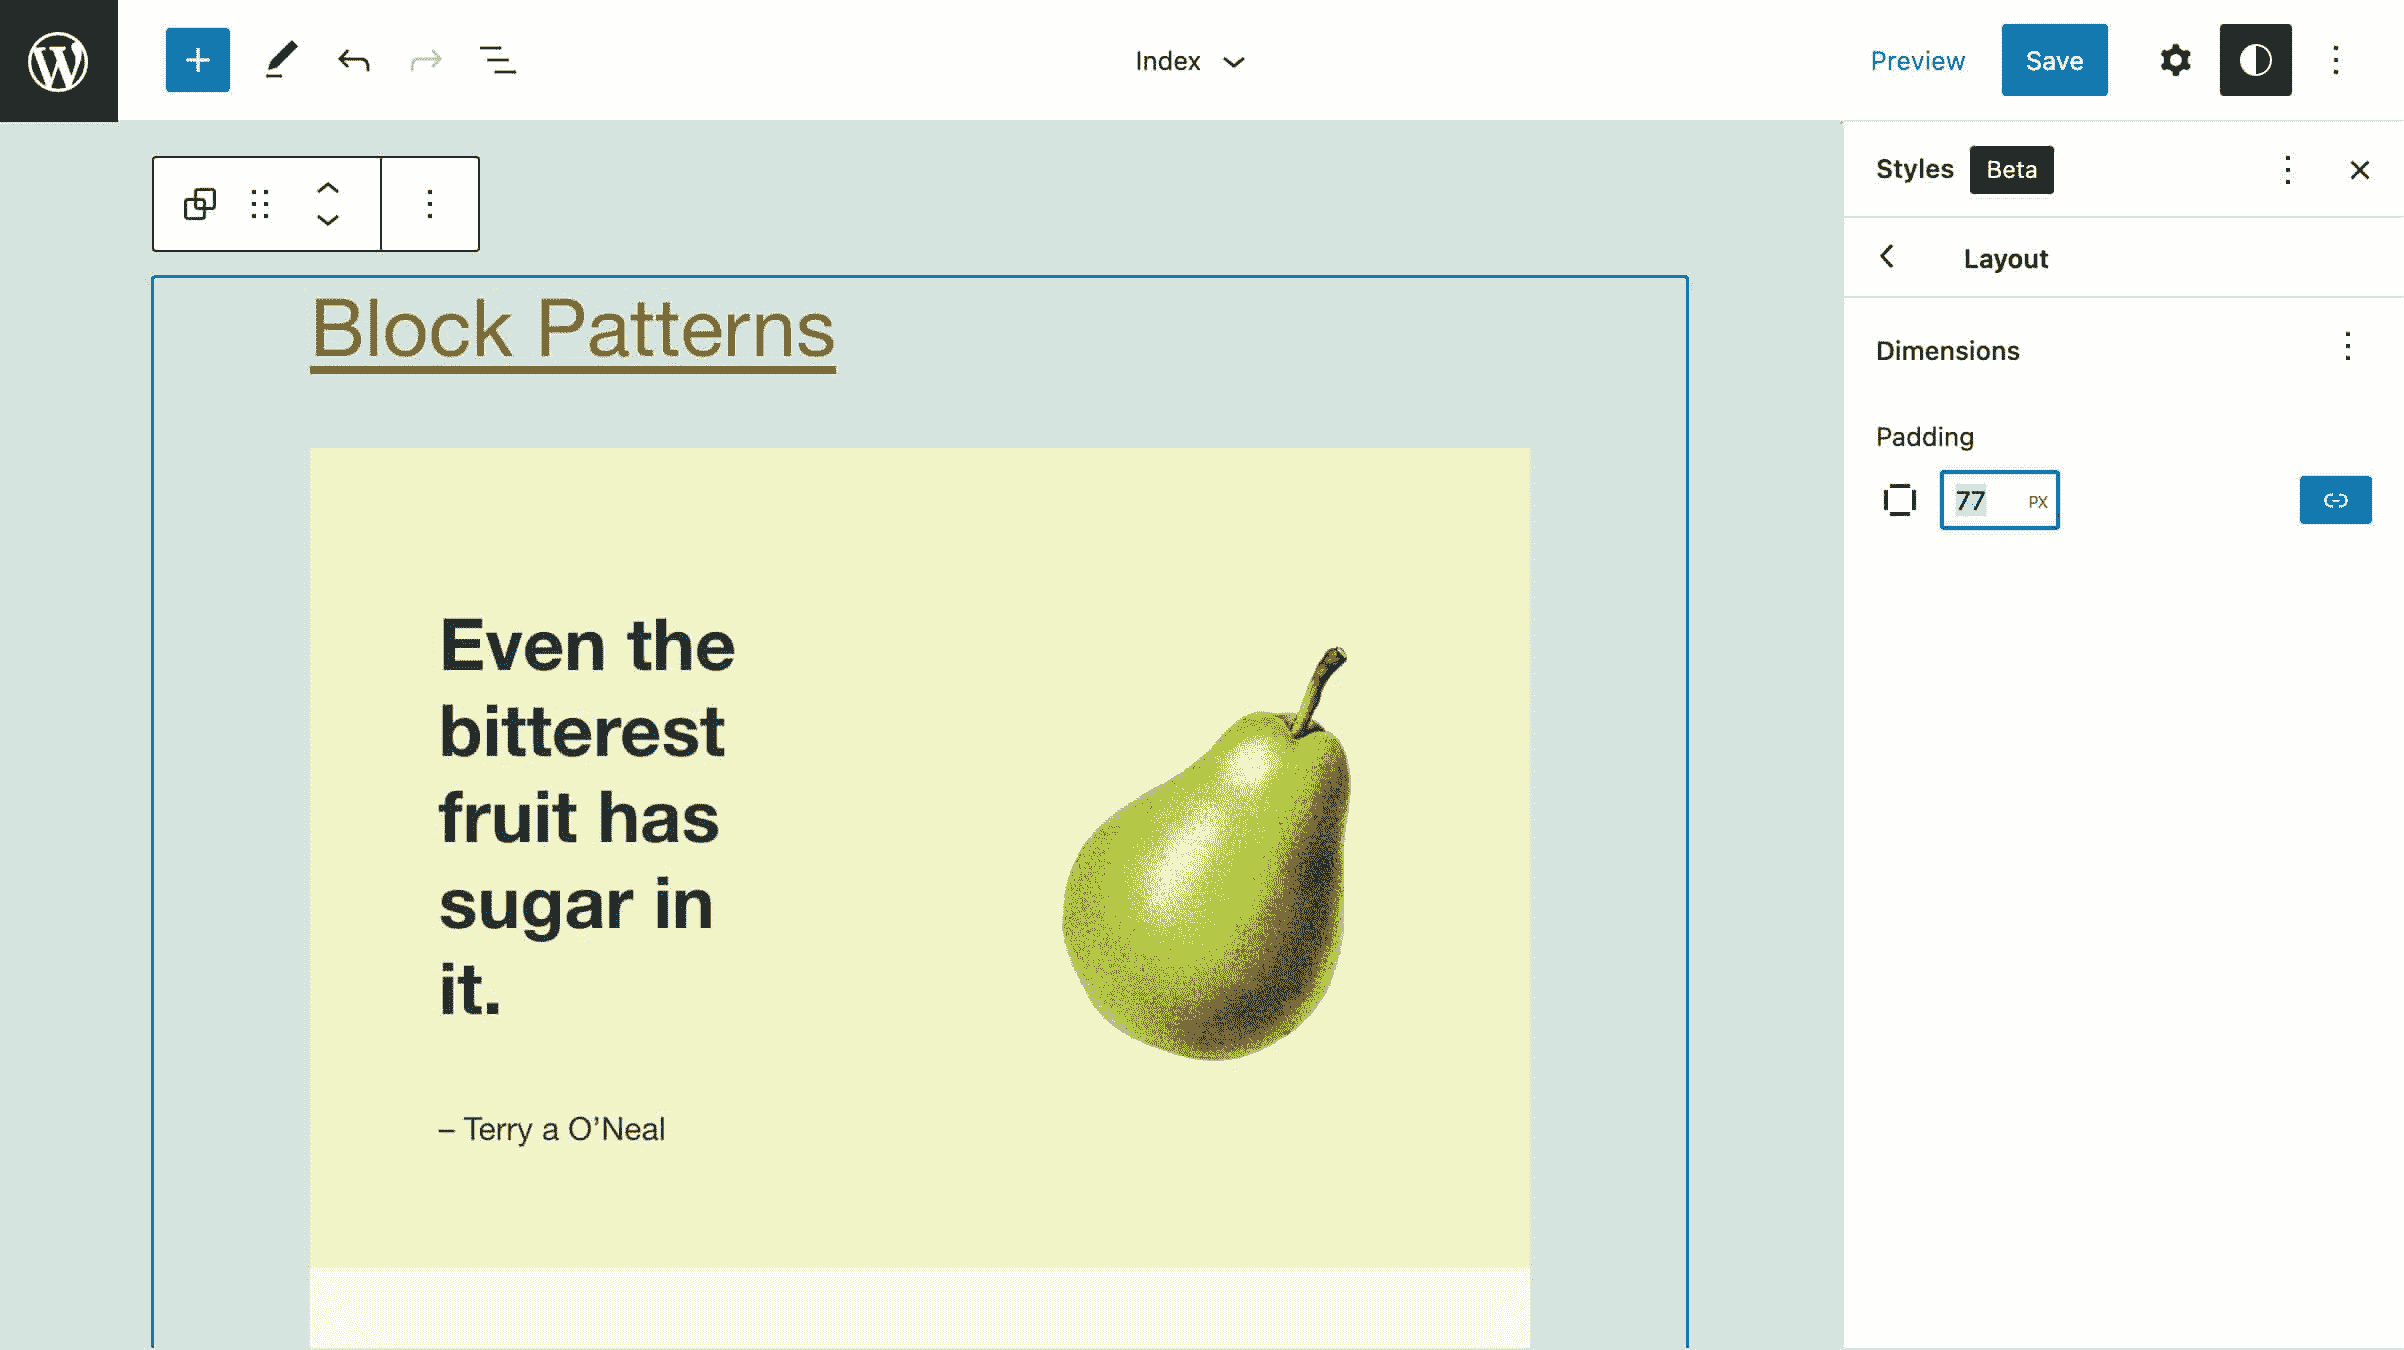 Index
Preview
Save
Styles
Beta
Layout
Dimensions
Padding
77 PX
Block Patterns
Even the
bitterest
fruit has
sugar in
it.
– Terry a O’Neal